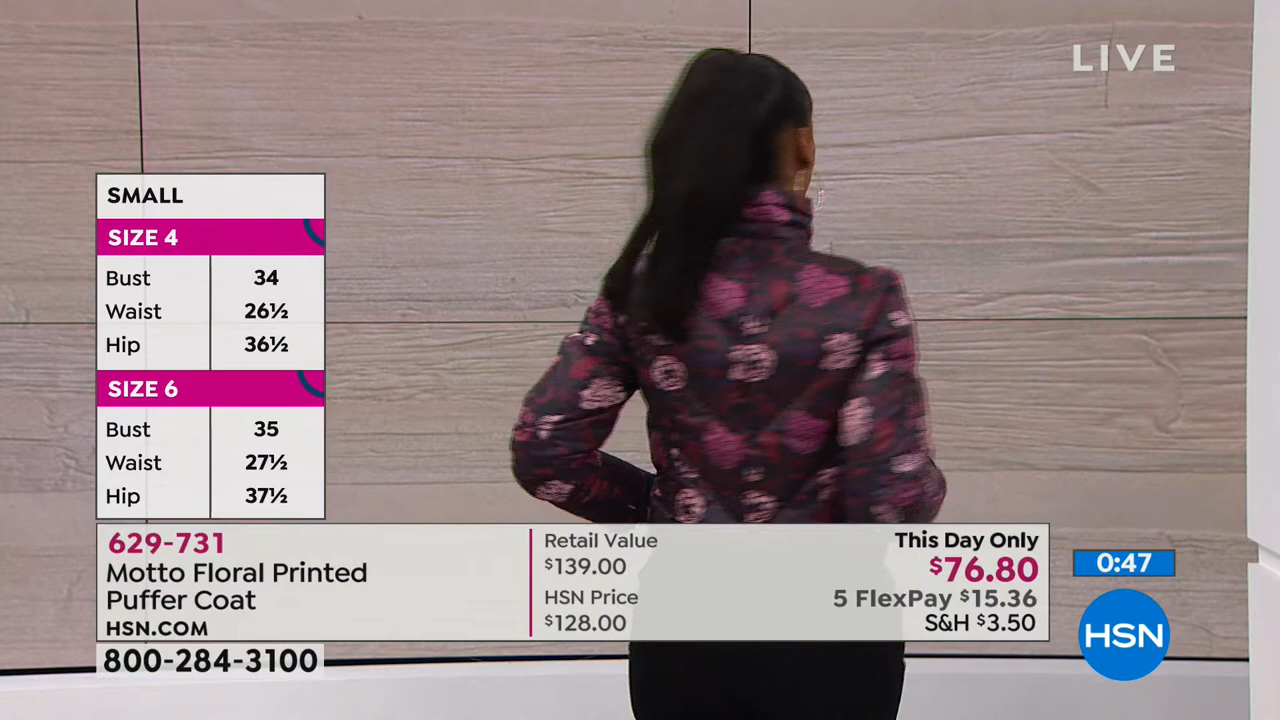 LIVE
SMALL
SIZE 4
Bust 34
Waist 26½
Hip 36½
SIZE 6
Bust 35
Waist 27½
Hip 37½
629-731
Motto Floral Printed
Puffer Coat
HSN.COM
800-284-3100
Retail Value
$139.00
HSN Price
$128.00
This Day Only
$76.80
5 FlexPay $15.36
S&H $3.50
0:47
HSN